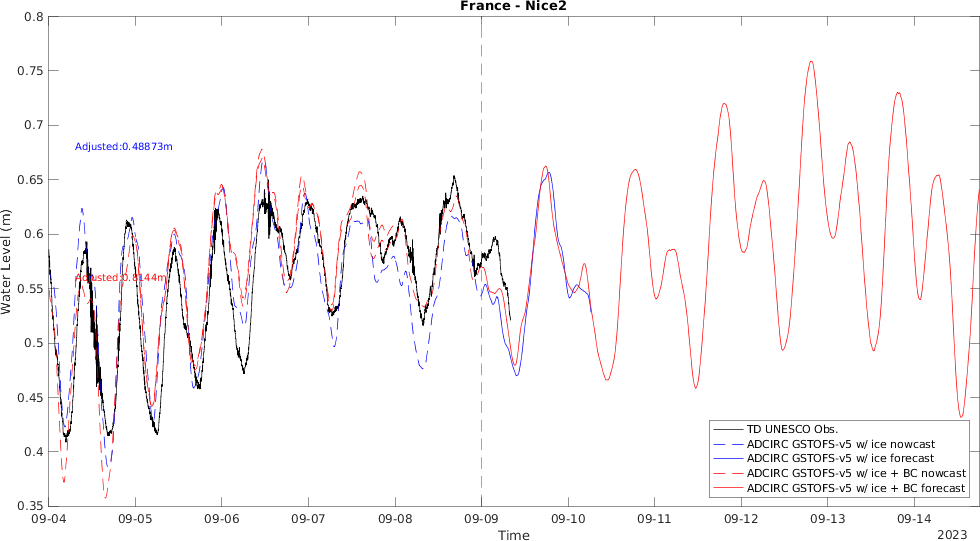 France - Nice2
Water Level (m)
0.8
0.75
0.7
0.65
0.6
0.55
0.5
0.45
0.4
0.35
Adjusted:0.48873m
Adjusted:0.8144m
TD UNESCO Obs.
ADCIRC GSTOFS-v5 w/ ice nowcast
ADCIRC GSTOFS-v5 w/ ice forecast
ADCIRC GSTOFS-v5 w/ ice + BC nowcast
ADCIRC GSTOFS-v5 w/ ice + BC forecast
09-04 09-05 09-06 09-07 09-08 09-09 09-10 09-11 09-12 09-13 09-14
Time
2023